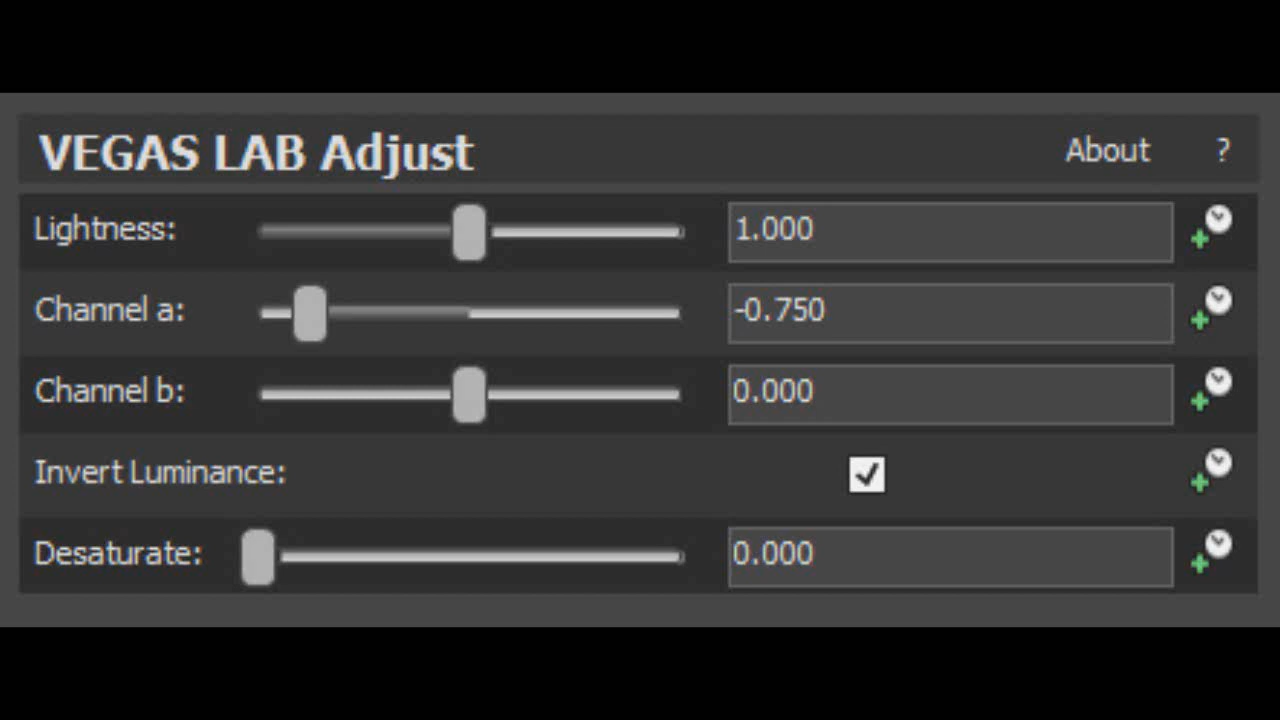 VEGAS LAB Adjust About ?
Lightness: 1.000
Channel a: -0.750
Channel b: 0.000
Invert Luminance:
Desaturate: 0.000